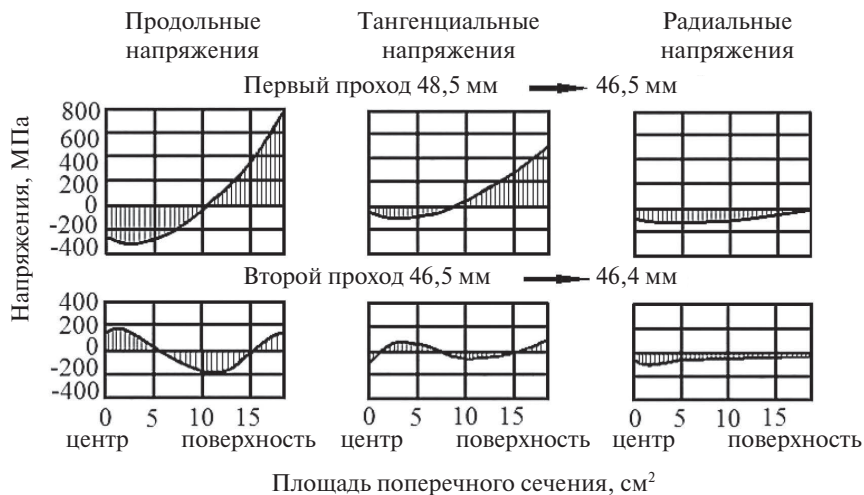 Продольные Тангенциальные Радиальные
напряжения напряжения напряжения
Первый проход 48,5 мм 46,5 мм
Напряжения, МПа
800
600
400
200
0
-200
-400
Второй проход 46,5 мм 46,4 мм
400
200
0
-200
-400
0 5 10 15 0 5 10 15 0 5 10 15
центр поверхность центр поверхность центр поверхность
Площадь поперечного сечения, см²